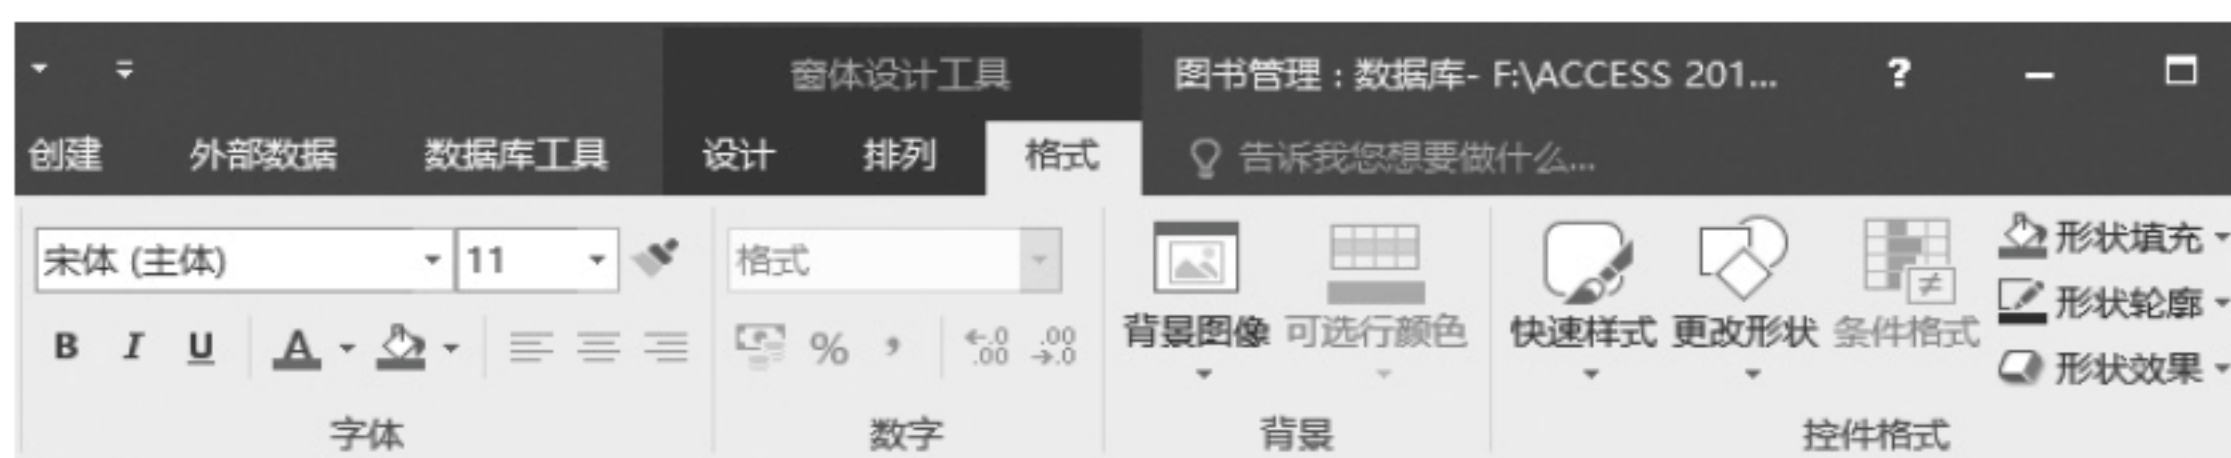 窗体设计工具 图书管理：数据库- F:\ACCESS 201... ?
创建 外部数据 数据库工具 设计 排列 格式 告诉我您想要做什么...
宋体 (主体) 11 格式
B I U A % , ←.0 .00 .00 →.0
背景图像 可选行颜色 快速样式 更改形状 条件格式
形状填充
形状轮廓
形状效果
字体 数字 背景 控件格式